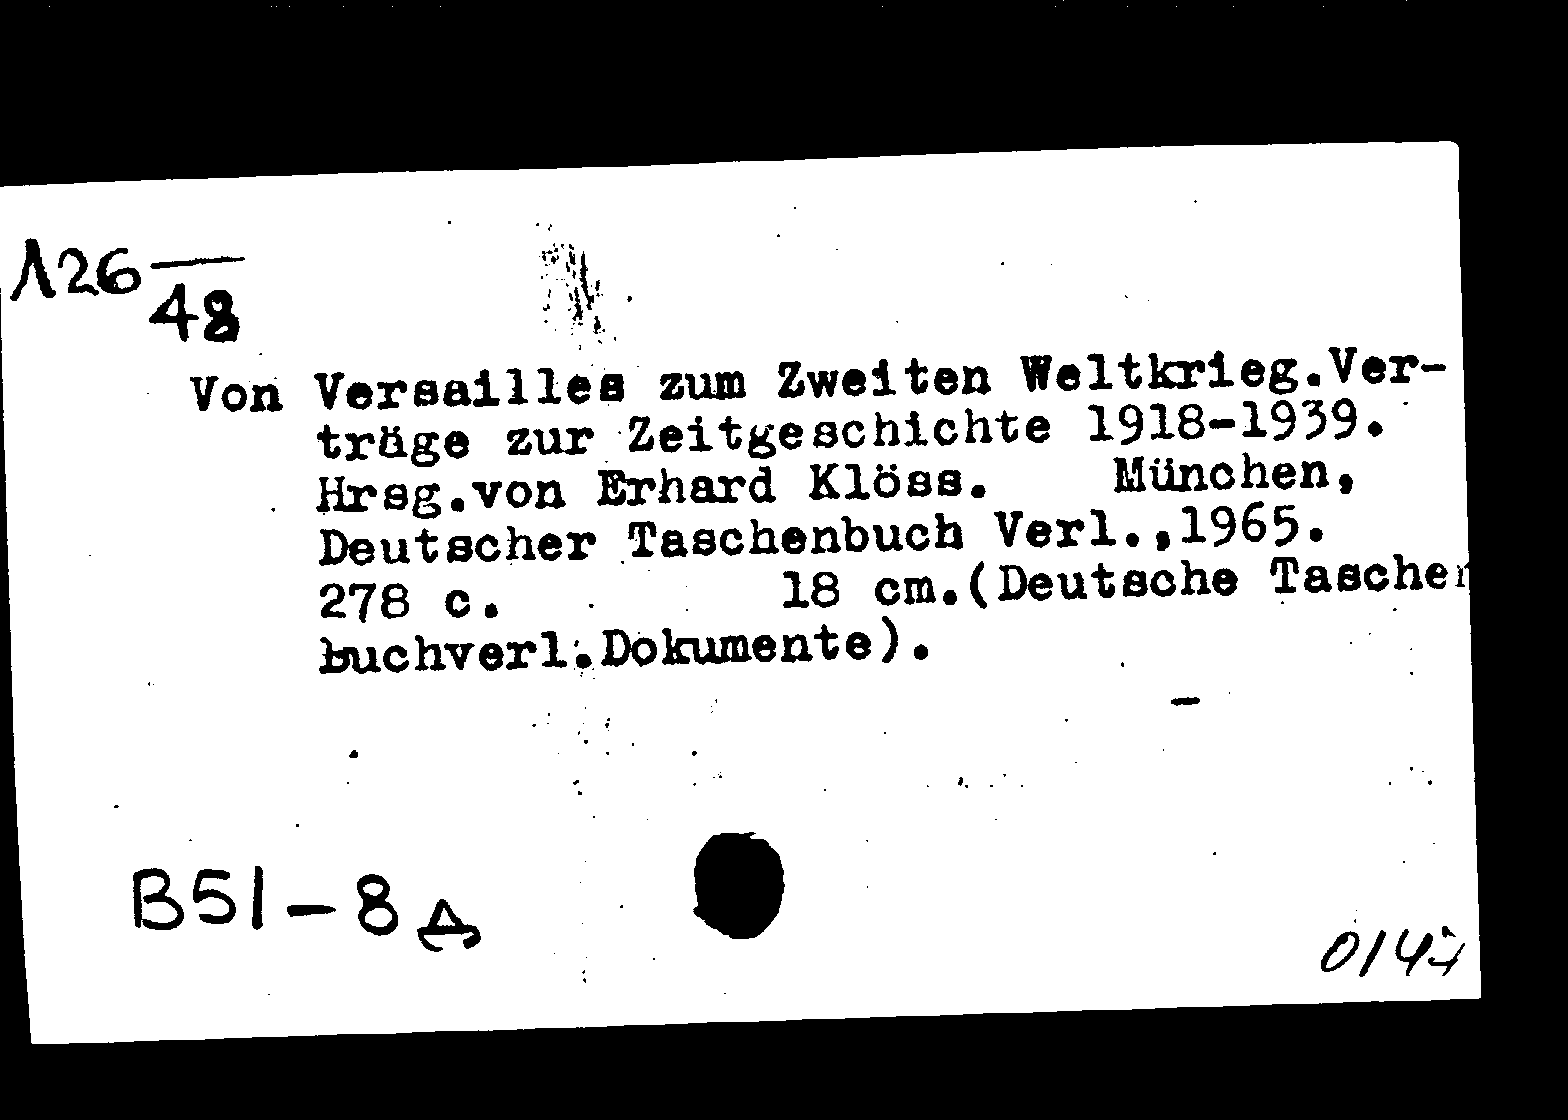 Л26 48
Von Versailles zum Zweiten Weltkrieg.Ver-
träge zur Zeitgeschichte 1918-1939.
Hrsg.von Erhard Klöss. München,
Deutscher Taschenbuch Verl.,1965.
278 с. 18 cm.(Deutsche Taschen
buchverl.Dokumente).
B51-8 Д